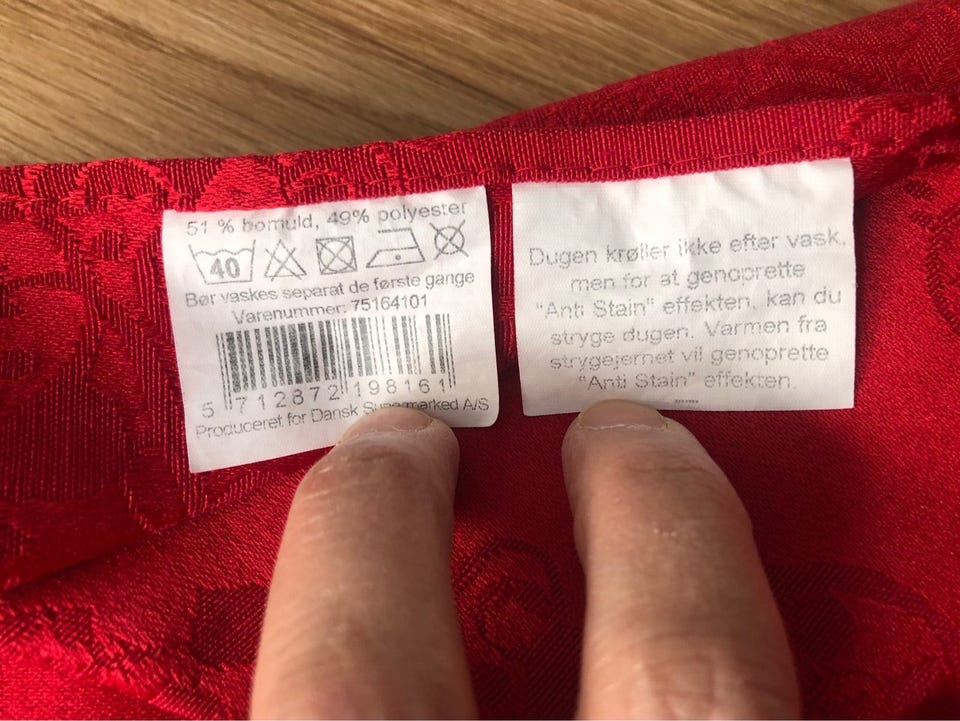 51 % bomuld, 49% polyester
40
Bør vaskes separat de første gange
Varenummer: 75164101
5 712872 198161
Produceret for Dansk Supermarked A/S
Dugen krøller ikke efter vask,
men for at genoprette
"Anti Stain" effekten, kan du
stryge dugen. Varmen fra
strygejernet vil genoprette
"Anti Stain" effekten.